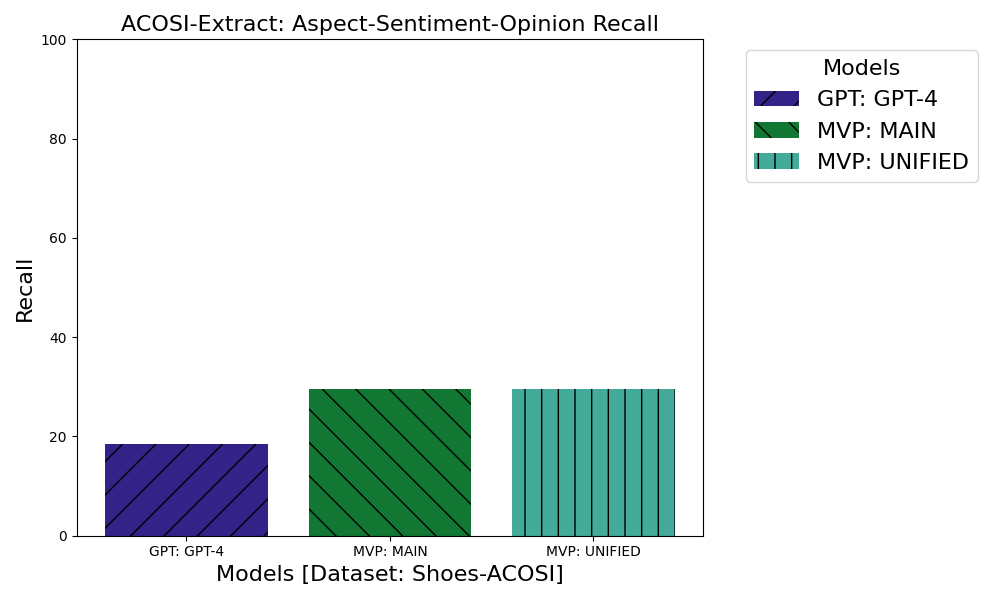 ACOSI-Extract: Aspect-Sentiment-Opinion Recall
100
80
60
40
20
0
Recall
GPT: GPT-4
MVP: MAIN
MVP: UNIFIED
Models [Dataset: Shoes-ACOSI]
Models
GPT: GPT-4
MVP: MAIN
MVP: UNIFIED